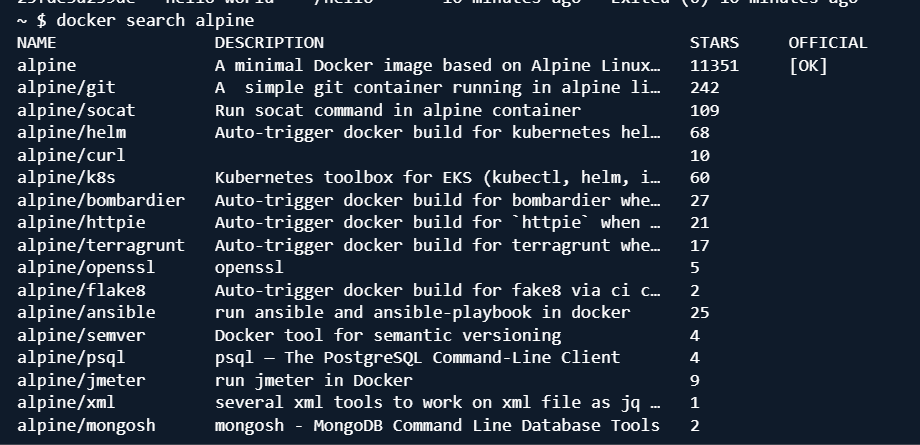 ~ $ docker search alpine
NAME DESCRIPTION STARS OFFICIAL
alpine A minimal Docker image based on Alpine Linux… 11351 [OK]
alpine/git A  simple git container running in alpine li… 242
alpine/socat Run socat command in alpine container 109
alpine/helm Auto-trigger docker build for kubernetes hel… 68
alpine/curl 10
alpine/k8s Kubernetes toolbox for EKS (kubectl, helm, i… 60
alpine/bombardier Auto-trigger docker build for bombardier whe… 27
alpine/httpie Auto-trigger docker build for `httpie` when … 21
alpine/terragrunt Auto-trigger docker build for terragrunt whe… 17
alpine/openssl openssl 5
alpine/flake8 Auto-trigger docker build for fake8 via ci c… 2
alpine/ansible run ansible and ansible-playbook in docker 25
alpine/semver Docker tool for semantic versioning 4
alpine/psql psql — The PostgreSQL Command-Line Client 4
alpine/jmeter run jmeter in Docker 9
alpine/xml several xml tools to work on xml file as jq … 1
alpine/mongosh mongosh - MongoDB Command Line Database Tools 2